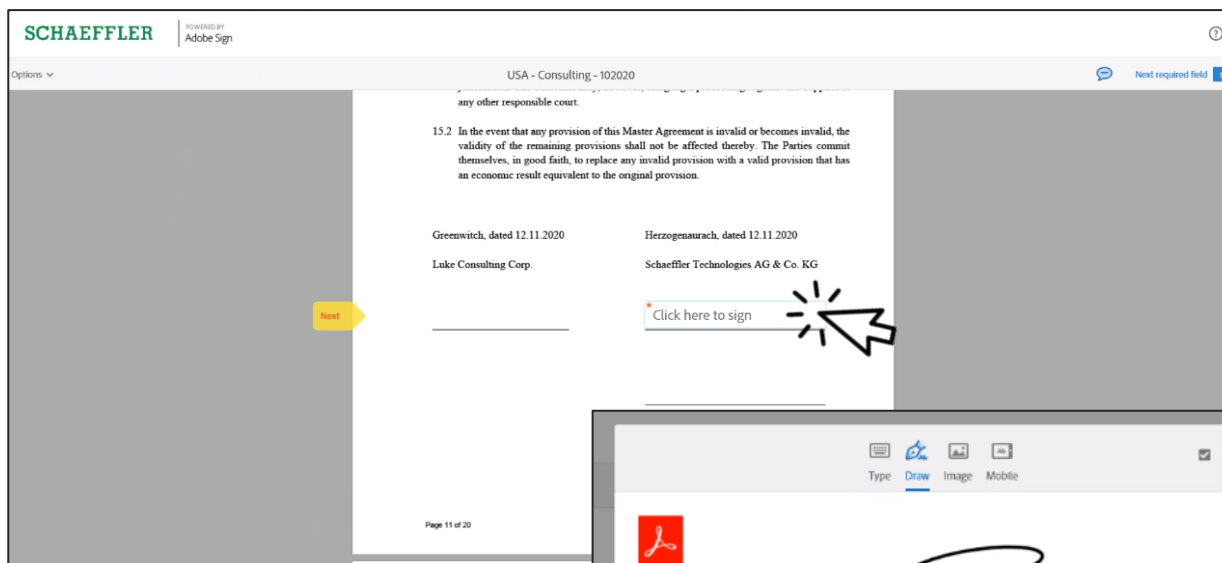 SCHAEFFLER
POWERED BY
Adobe Sign
Options
USA - Consulting - 102020
Next required field
any other responsible court.
15.2 In the event that any provision of this Master Agreement is invalid or becomes invalid, the
validity of the remaining provisions shall not be affected thereby. The Parties commit
themselves, in good faith, to replace any invalid provision with a valid provision that has
an economic result equivalent to the original provision.
Greenwitch, dated 12.11.2020
Herzogenaurach, dated 12.11.2020
Luke Consulting Corp.
Schaeffler Technologies AG & Co. KG
Next
*Click here to sign
Type Draw Image Mobile
Page 11 of 20